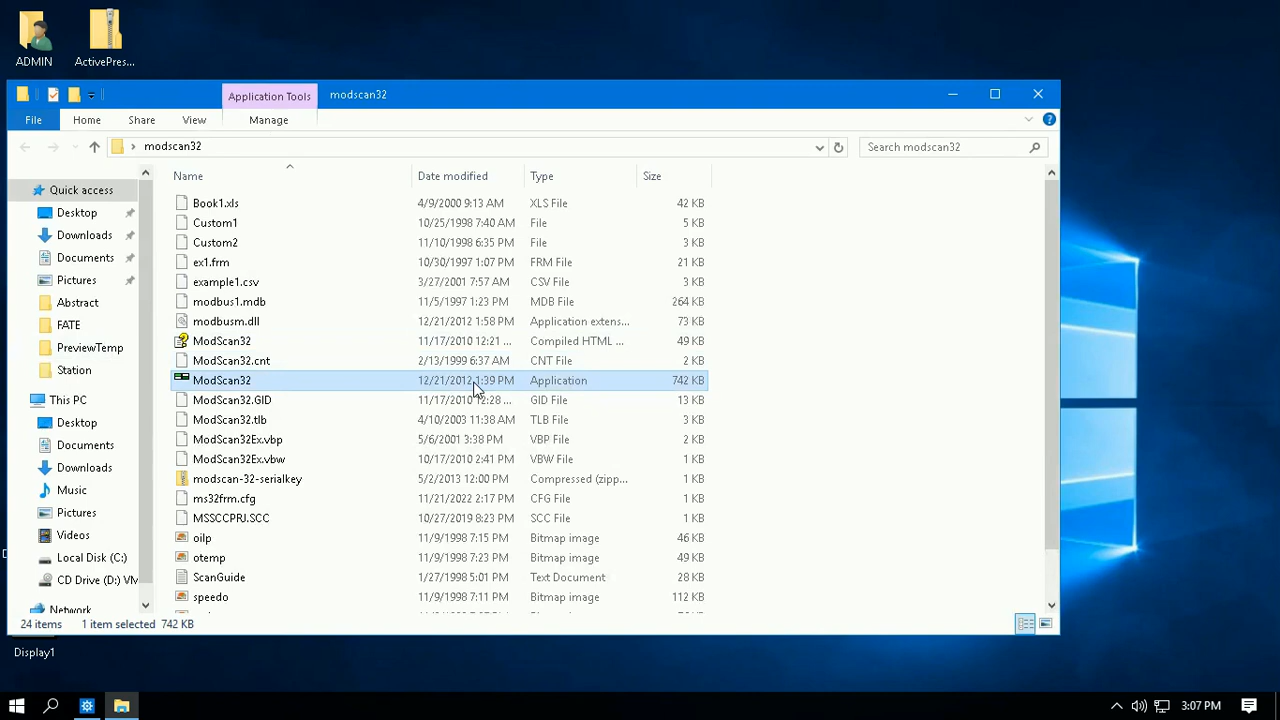 ADMIN
ActivePres...
Application Tools
modscan32
File
Home
Share
View
Manage
modscan32
Search modscan32
Name
Date modified
Type
Size
Quick access
Desktop
Downloads
Documents
Pictures
Abstract
FATE
PreviewTemp
Station
This PC
Desktop
Documents
Downloads
Music
Pictures
Videos
Local Disk (C:)
CD Drive (D:) VM
Network
Book1.xls 4/9/2000 9:13 AM XLS File 42 KB
Custom1 10/25/1998 7:40 AM File 3 KB
Custom2 11/10/1998 6:35 PM File 3 KB
ex1.frm 10/30/1997 1:07 PM FRM File 21 KB
example1.csv 3/27/2001 7:57 AM CSV File 2 KB
modbus1.mdb 11/5/1997 1:23 PM MDB File 264 KB
modbusm.dll 12/21/2012 1:58 PM Application extens... 73 KB
ModScan32 11/17/2010 12:21 ... Compiled HTML ... 49 KB
ModScan32.cnt 2/13/1999 6:37 AM CNT File 2 KB
ModScan32 12/21/2012 1:39 PM Application 742 KB
ModScan32.GID 11/17/2010 12:28 ... GID File 13 KB
ModScan32.tlb 4/10/2003 11:38 AM TLB File 3 KB
ModScan32Ex.vbp 5/6/2001 3:38 PM VBP File 2 KB
ModScan32Ex.vbw 10/17/2010 2:41 PM VBW File 1 KB
modscan-32-serialkey 5/2/2013 12:00 PM Compressed (zipp... 1 KB
ms32frm.cfg 11/21/2022 2:17 PM CFG File 1 KB
MSSCCPRJ.SCC 10/27/2019 8:23 PM SCC File 1 KB
oilp 11/9/1998 7:15 PM Bitmap image 46 KB
otemp 11/9/1998 7:23 PM Bitmap image 49 KB
ScanGuide 1/27/1998 5:01 PM Text Document 28 KB
speedo 11/9/1998 7:11 PM Bitmap image 112 KB
24 items 1 item selected 742 KB
Display1
3:07 PM